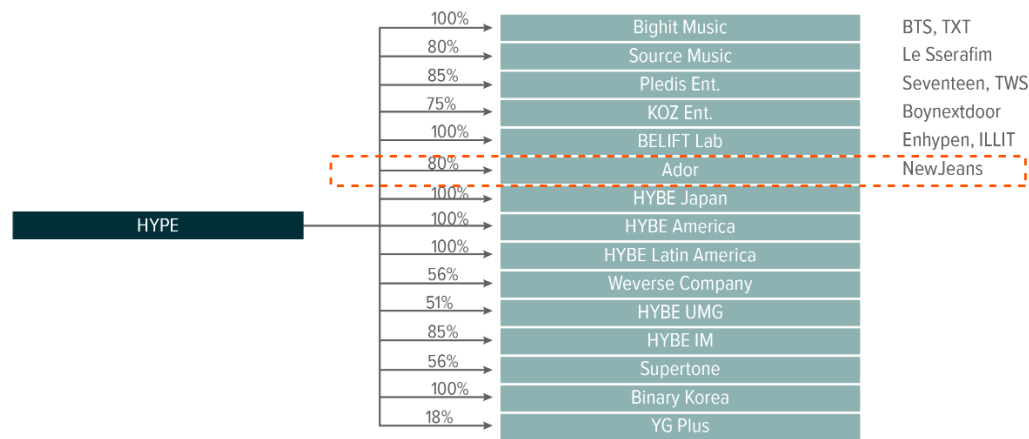 100% Bighit Music BTS, TXT
80% Source Music Le Sserafim
85% Pledis Ent. Seventeen, TWS
75% KOZ Ent. Boynextdoor
100% BELIFT Lab Enhypen, ILLIT
80% Ador NewJeans
100% HYBE Japan
HYPE 100% HYBE America
100% HYBE Latin America
56% Weverse Company
51% HYBE UMG
85% HYBE IM
56% Supertone
100% Binary Korea
18% YG Plus